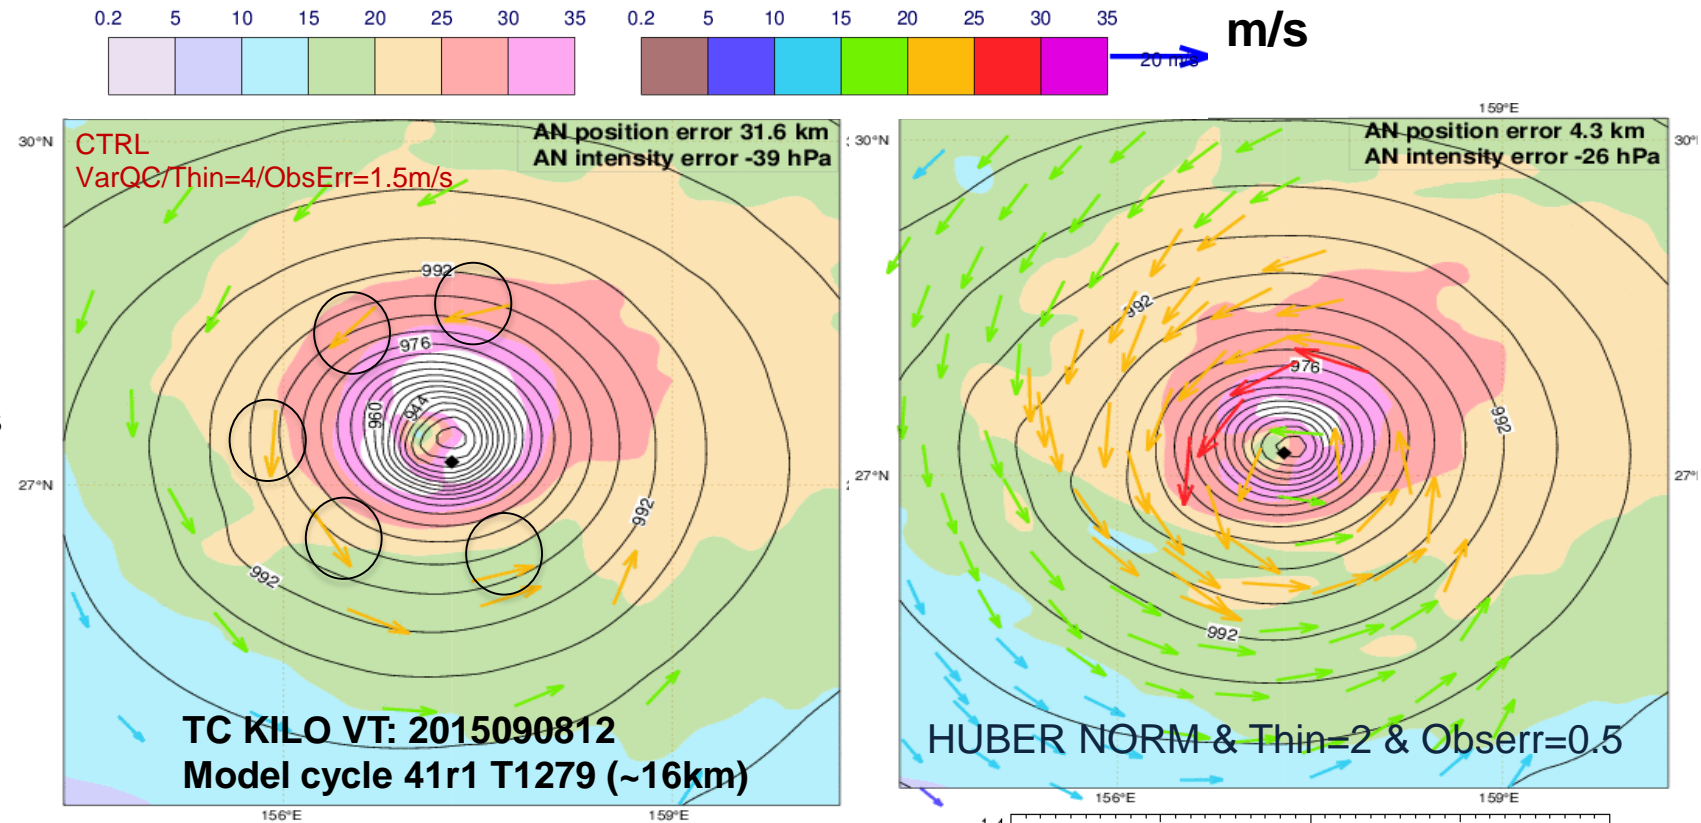 0.2 5 10 15 20 25 30 35
0.2 5 10 15 20 25 30 35
m/s
20 m/s
159°E
30°N
CTRL
VarQC/Thin=4/ObsErr=1.5m/s
AN position error 31.6 km
AN intensity error -39 hPa
30°N
AN position error 4.3 km
AN intensity error -26 hPa
992
976
960
944
27°N
992
992
992
976
992
27°N
992
TC KILO VT: 2015090812
Model cycle 41r1 T1279 (~16km)
HUBER NORM & Thin=2 & Obserr=0.5
156°E
159°E
156°E
159°E